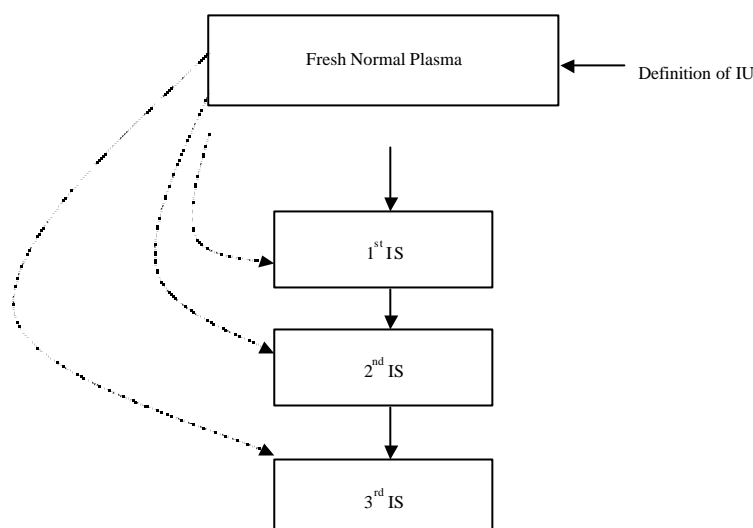 Fresh Normal Plasma
Definition of IU
1st IS
2nd IS
3rd IS